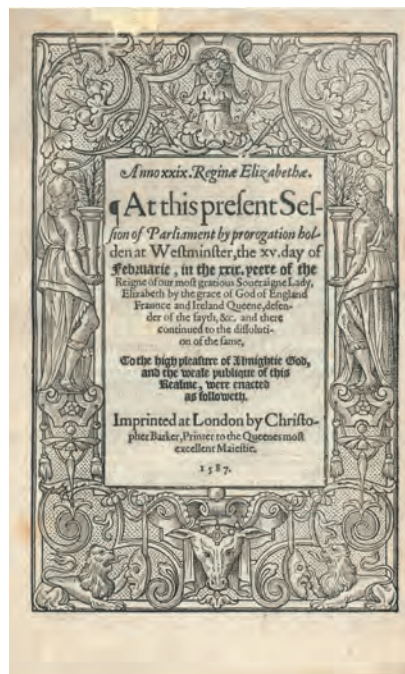 Anno xxix. Reginæ Elizabethæ.
¶ At this present Ses-
sion of Parliament by prorogation hol-
den at Westminster, the xv. day of
Februarie, in the xxix. yeere of the
Reigne of our most gratious Soueraigne Lady,
Elizabeth by the grace of God of England
Fraunce and Ireland Queene, defen-
der of the fayth, &c. and there
continued to the dissoluti-
on of the same,
To the high pleasure of Almightie God,
and the weale publique of this
Realme, were enacted
as followeth.
Imprinted at London by Christo-
pher Barker, Printer to the Queenes most
excellent Maiestie.
1587.